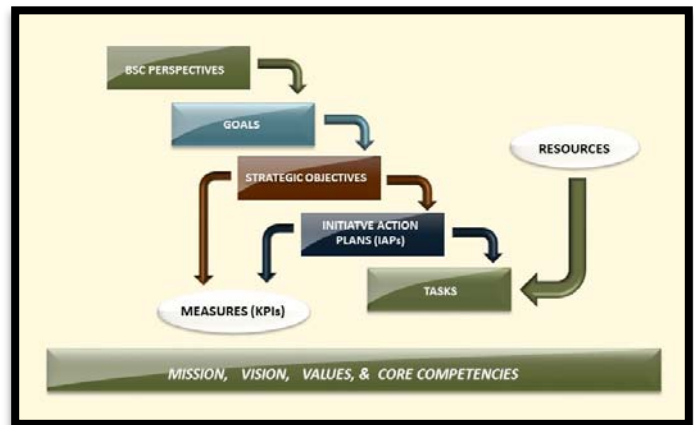 BSC PERSPECTIVES
GOALS
RESOURCES
STRATEGIC OBJECTIVES
INITIATVE ACTION
PLANS (IAPs)
TASKS
MEASURES (KPIs)
MISSION, VISION, VALUES, & CORE COMPETENCIES